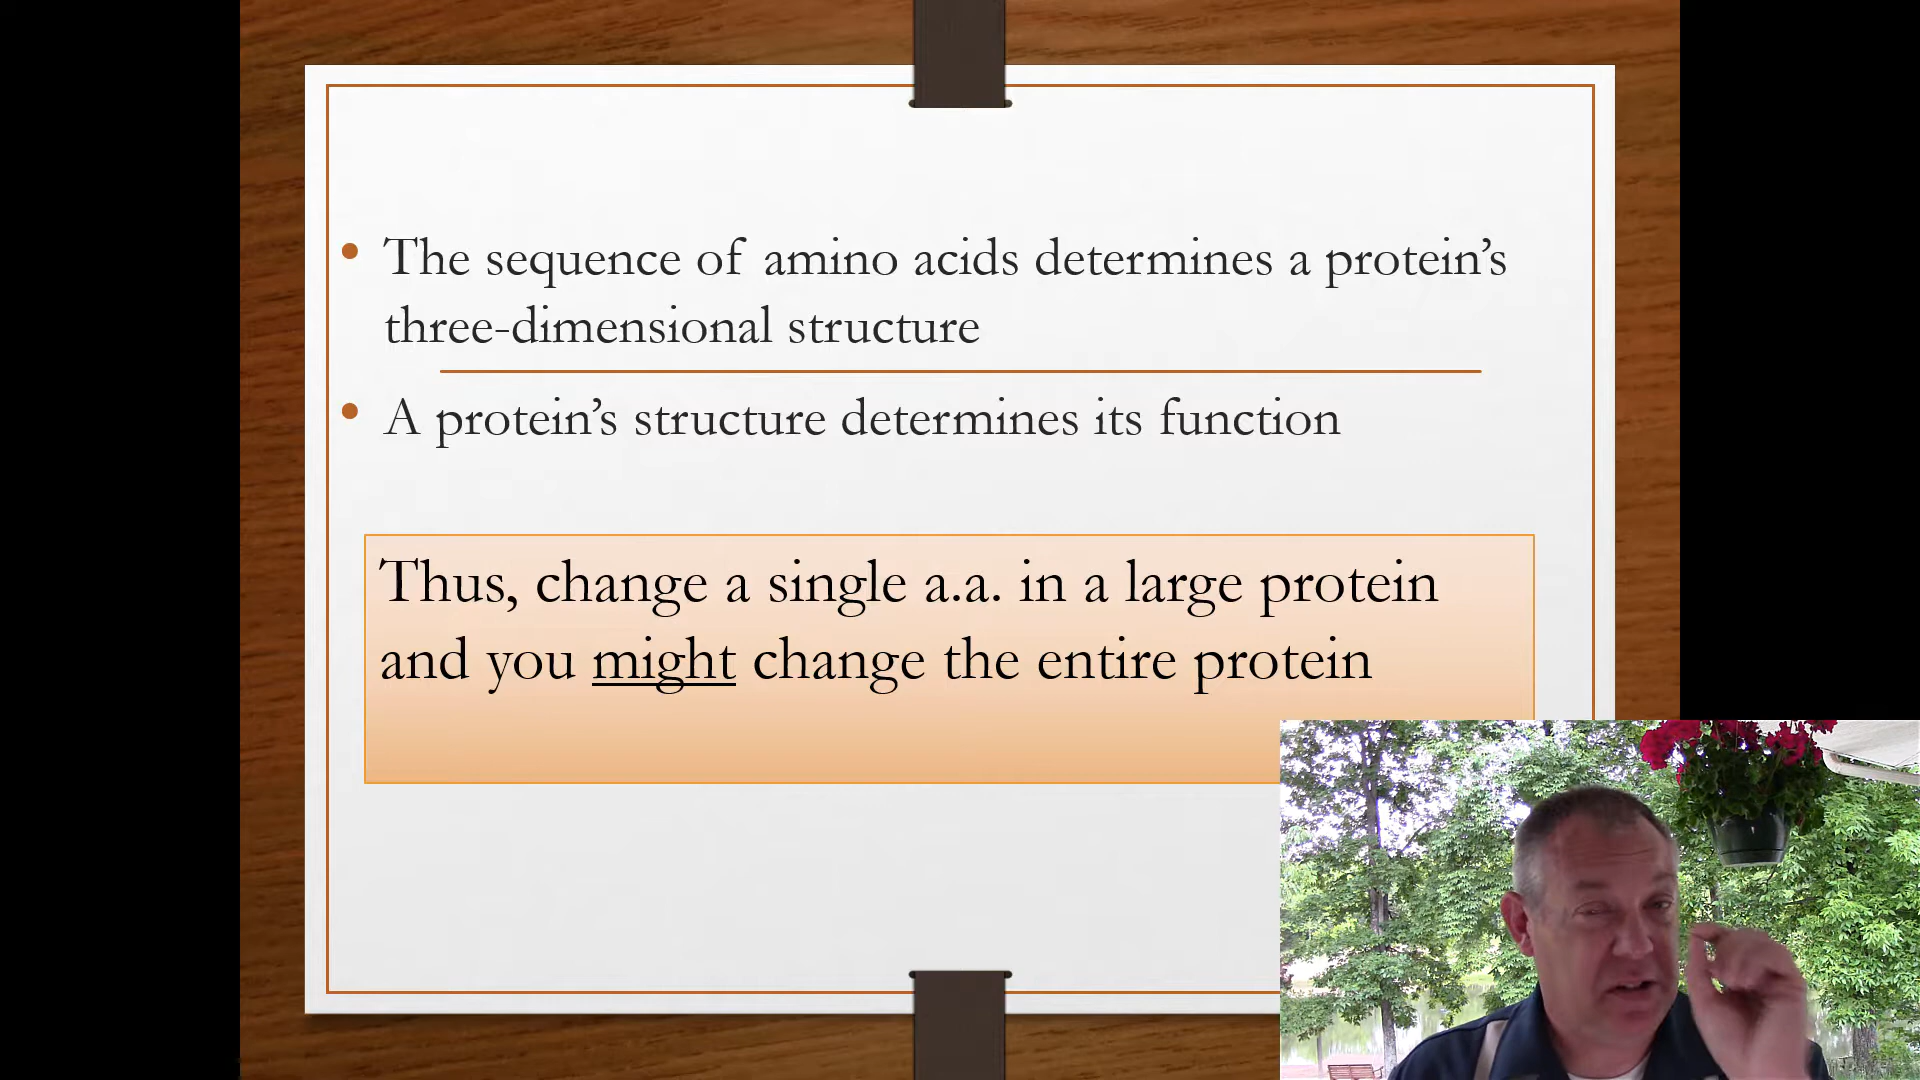 • The sequence of amino acids determines a protein’s
three-dimensional structure
• A protein’s structure determines its function
Thus, change a single a.a. in a large protein
and you might change the entire protein